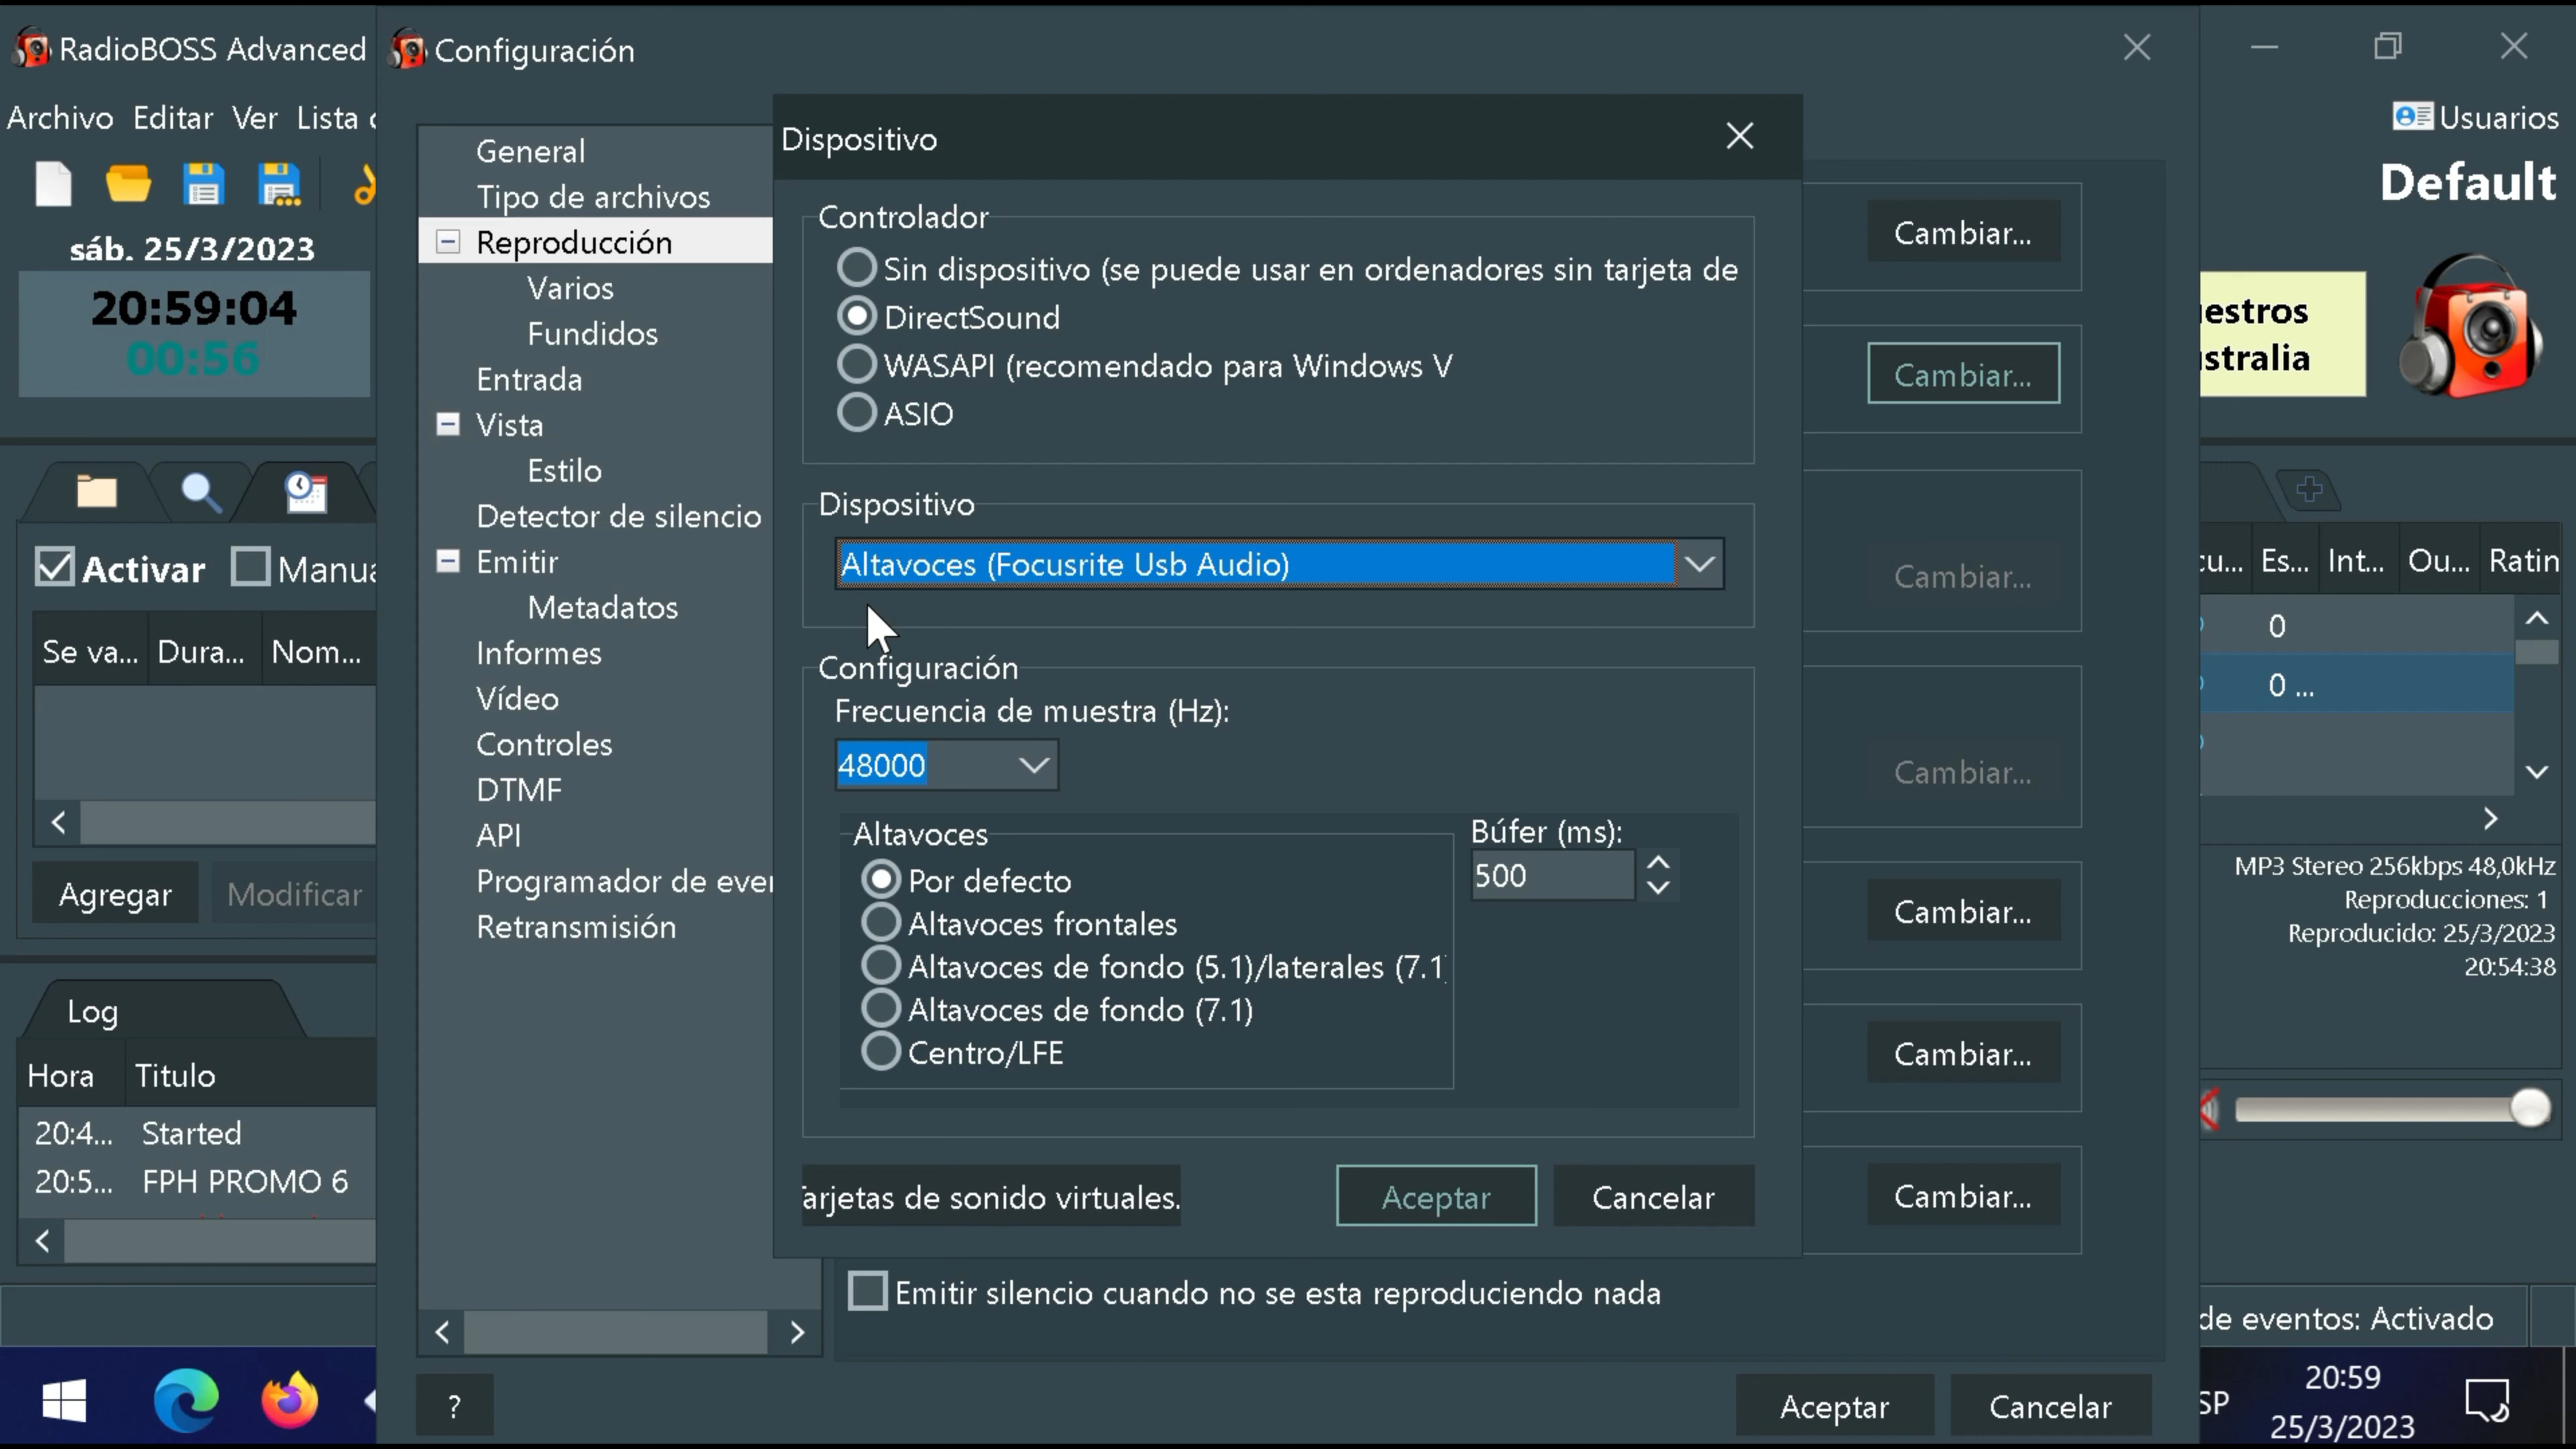 RadioBOSS Advanced
Archivo Editar Ver Lista
sáb. 25/3/2023
20:59:04
00:56
Activar
Se va... Dura... Nom...
Agregar Modificar
Log
Hora Titulo
20:4... Started
20:5... FPH PROMO 6
Configuración
General
Tipo de archivos
Reproducción
Varios
Fundidos
Entrada
Vista
Estilo
Detector de silencio
Emitir
Metadatos
Informes
Vídeo
Controles
DTMF
API
Programador de
Retransmisión
?
Dispositivo
Controlador
Sin dispositivo (se puede usar en ordenadores sin tarjeta de
DirectSound
WASAPI (recomendado para Windows V
ASIO
Dispositivo
Altavoces (Focusrite Usb Audio)
Configuración
Frecuencia de muestra (Hz):
48000
Altavoces
Por defecto
Altavoces frontales
Altavoces de fondo (5.1)/laterales (7.1
Altavoces de fondo (7.1)
Centro/LFE
Búfer (ms):
500
arjetas de sonido virtuales.
Aceptar Cancelar
Emitir silencio cuando no se esta reproduciendo nada
Cambiar...
Cambiar...
Cambiar...
Cambiar...
Cambiar...
Cambiar...
Cambiar...
Aceptar Cancelar
Usuarios
Default
estros
stralia
Es... Int... Ou... Ratin
0
0 ...
MP3 Stereo 256kbps 48,0kHz
Reproducciones: 1
Reproducido: 25/3/2023
20:54:38
de eventos: Activado
SP
20:59
25/3/2023